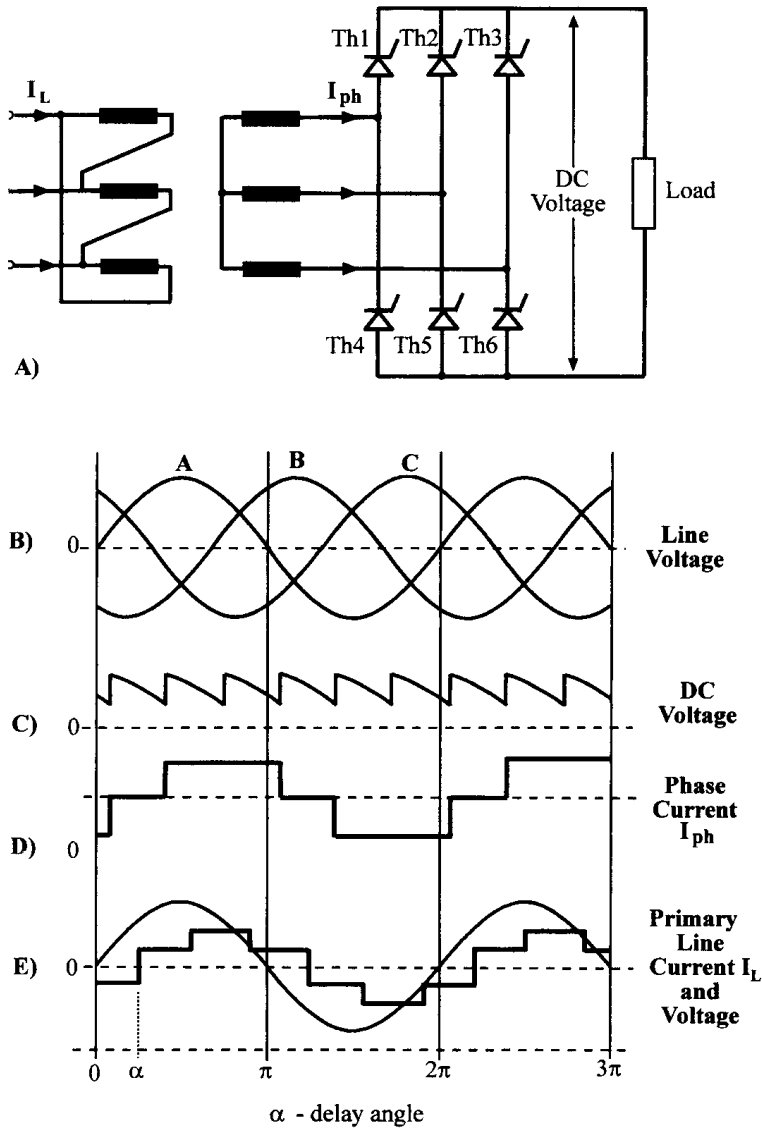 Th1 Th2 Th3
I L
I ph
DC
Voltage
Load
Th4 Th5 Th6
A)
A B C
B) 0
Line
Voltage
DC
Voltage
C) 0
Phase
Current
I ph
D) 0
Primary
Line
Current I L
and
Voltage
E) 0
0 α π 2π 3π
α - delay angle